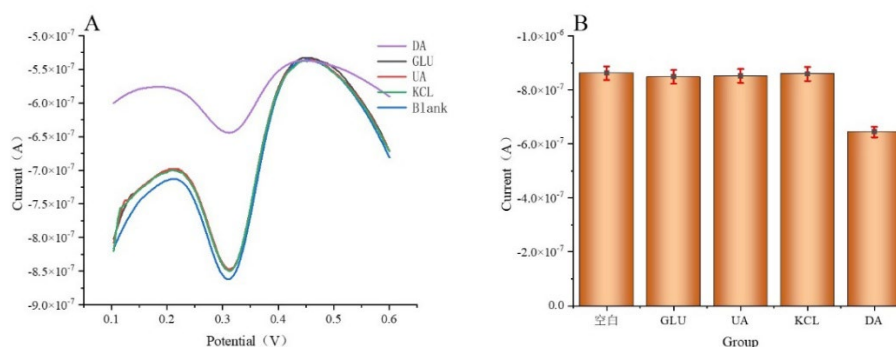 A
-5.0×10⁻⁷
-5.5×10⁻⁷
-6.0×10⁻⁷
-6.5×10⁻⁷
-7.0×10⁻⁷
-7.5×10⁻⁷
-8.0×10⁻⁷
-8.5×10⁻⁷
-9.0×10⁻⁷
Current (A)
0.1 0.2 0.3 0.4 0.5 0.6
Potential (V)
DA
GLU
UA
KCL
Blank
B
-1.0×10⁻⁶
-8.0×10⁻⁷
-6.0×10⁻⁷
-4.0×10⁻⁷
-2.0×10⁻⁷
0.0
Current (A)
空白 GLU UA KCL DA
Group